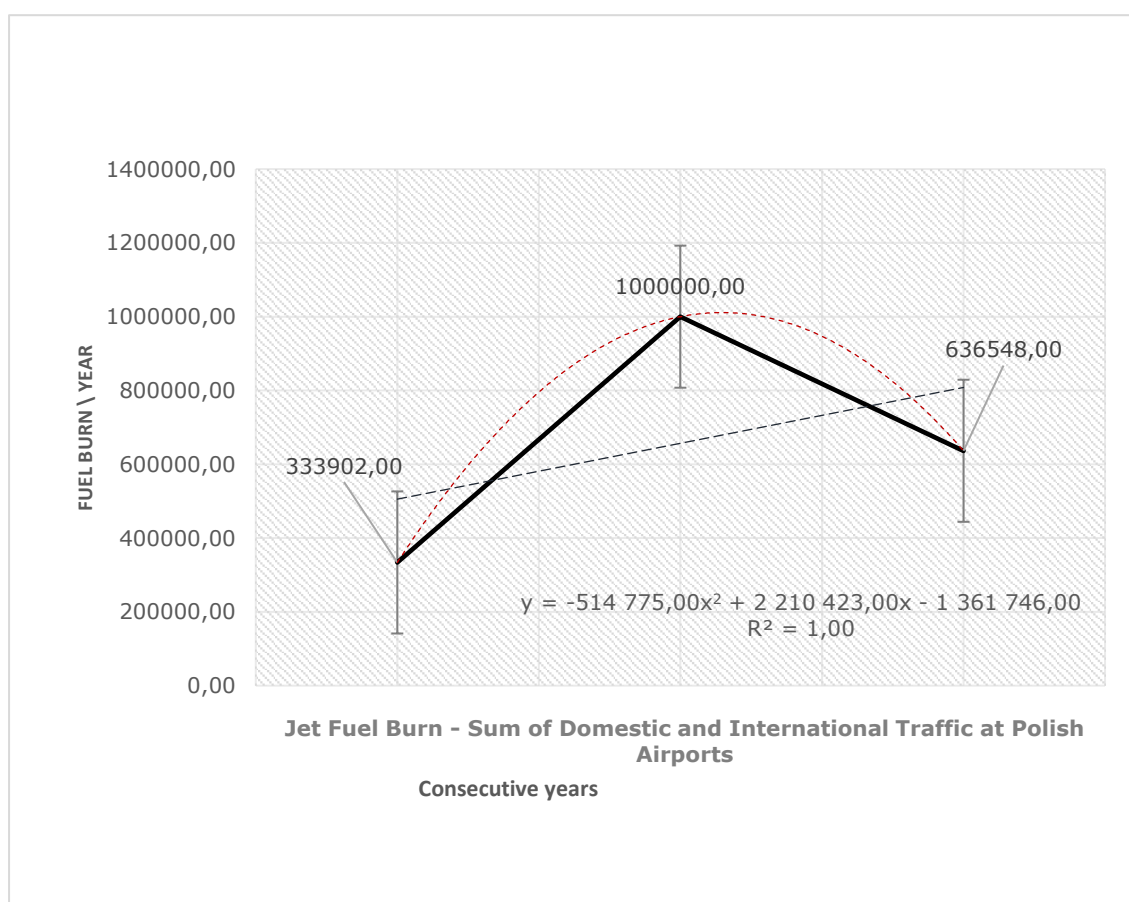 1400000,00
1200000,00
1000000,00
800000,00
600000,00
400000,00
200000,00
0,00
FUEL BURN \ YEAR
333902,00
1000000,00
636548,00
y = -514 775,00x² + 2 210 423,00x - 1 361 746,00
R² = 1,00
Jet Fuel Burn - Sum of Domestic and International Traffic at Polish
Airports
Consecutive years